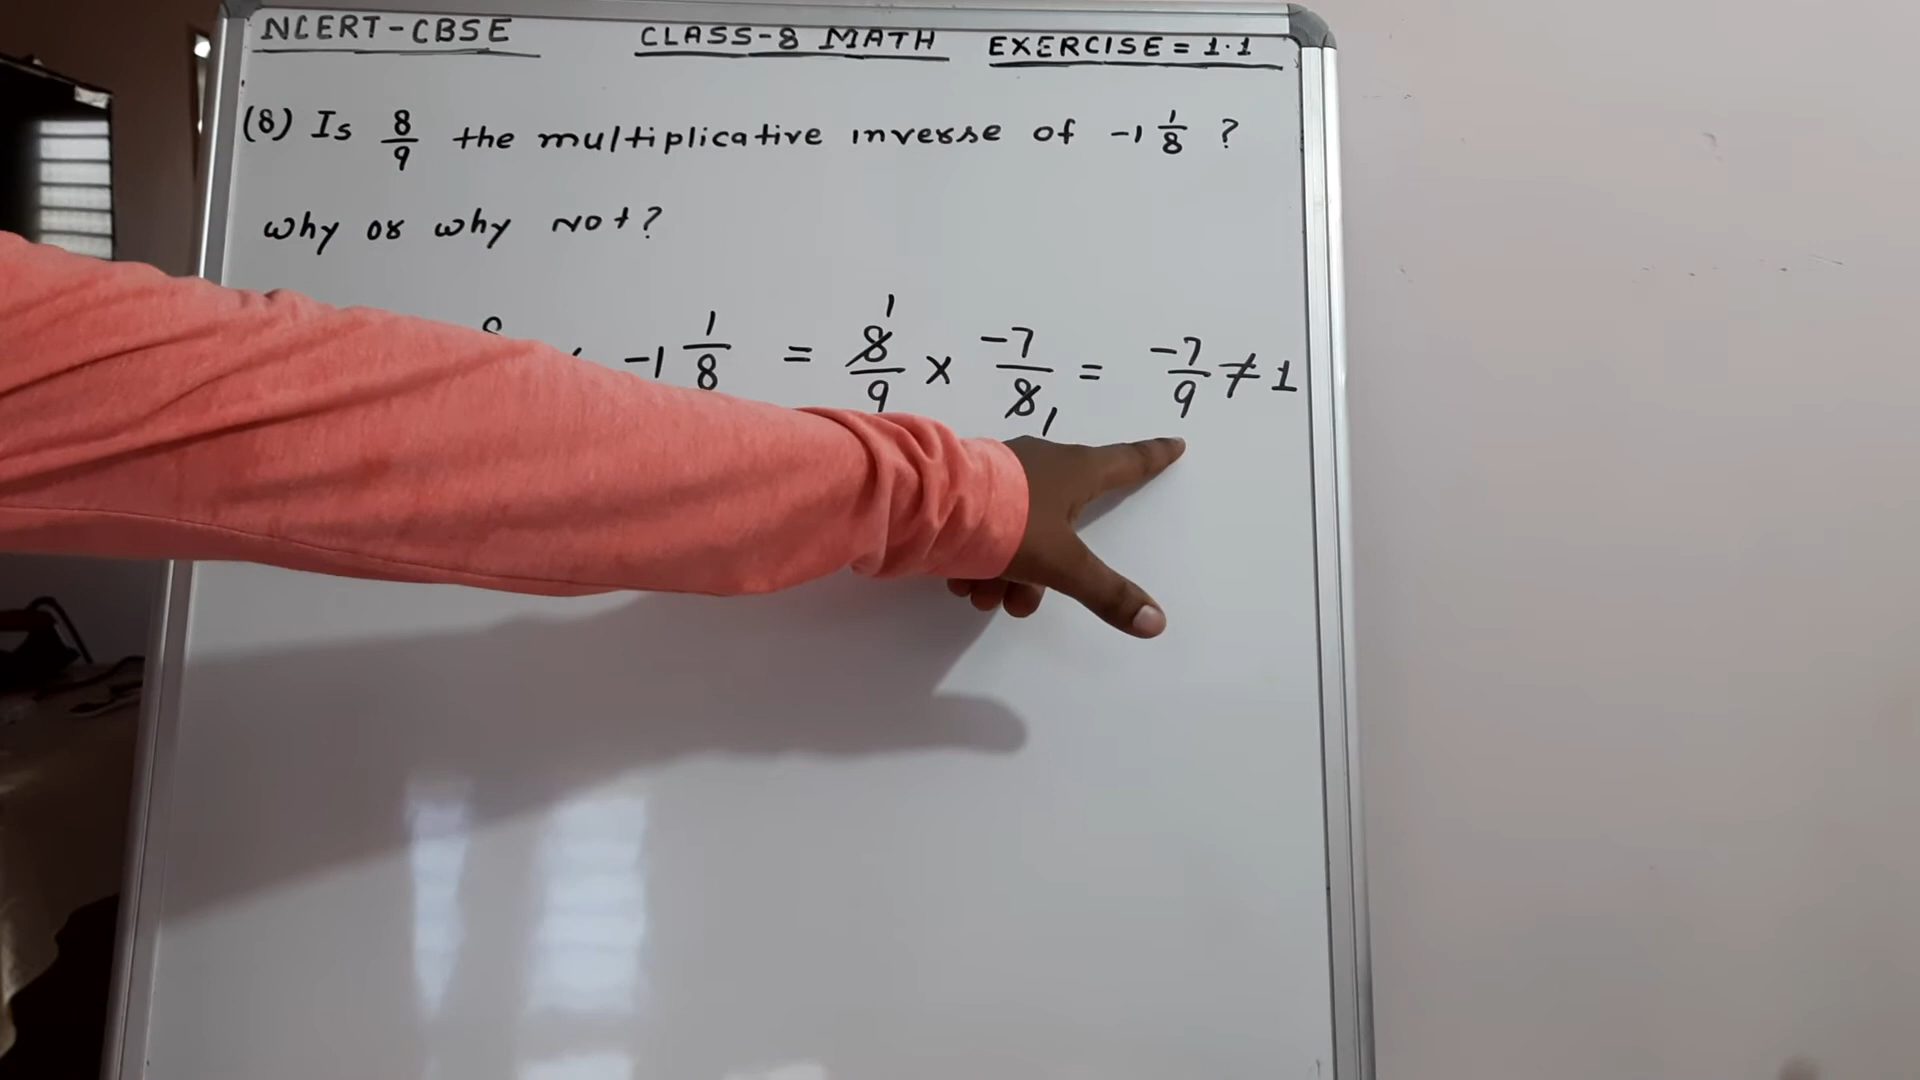 NCERT-CBSE CLASS-8 MATH EXERCISE = 1.1
(8) Is 8/9 the multiplicative inverse of -1 1/8 ?
why or why not?
-1 1/8 = 8/9 × -7/8 = -7/9 ≠ 1